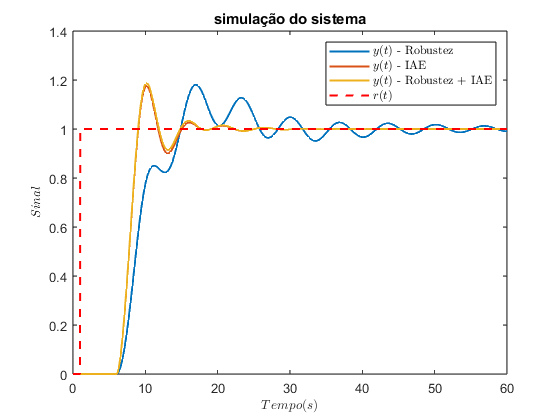 simulação do sistema
1.4
1.2
1
0.8
0.6
0.4
0.2
0
Sinal
y(t) - Robustez
y(t) - IAE
y(t) - Robustez + IAE
r(t)
0 10 20 30 40 50 60
Tempo(s)